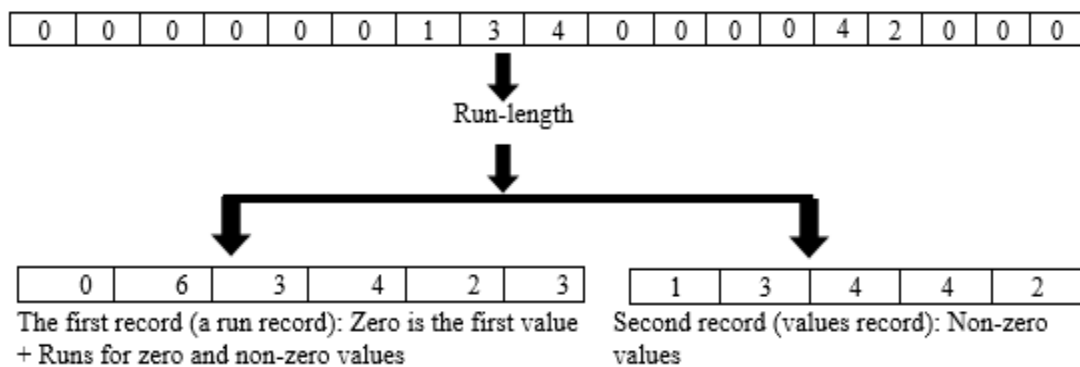 0 0 0 0 0 0 1 3 4 0 0 0 0 4 2 0 0 0
Run-length
0 6 3 4 2 3
1 3 4 4 2
The first record (a run record): Zero is the first value
+ Runs for zero and non-zero values
Second record (values record): Non-zero
values